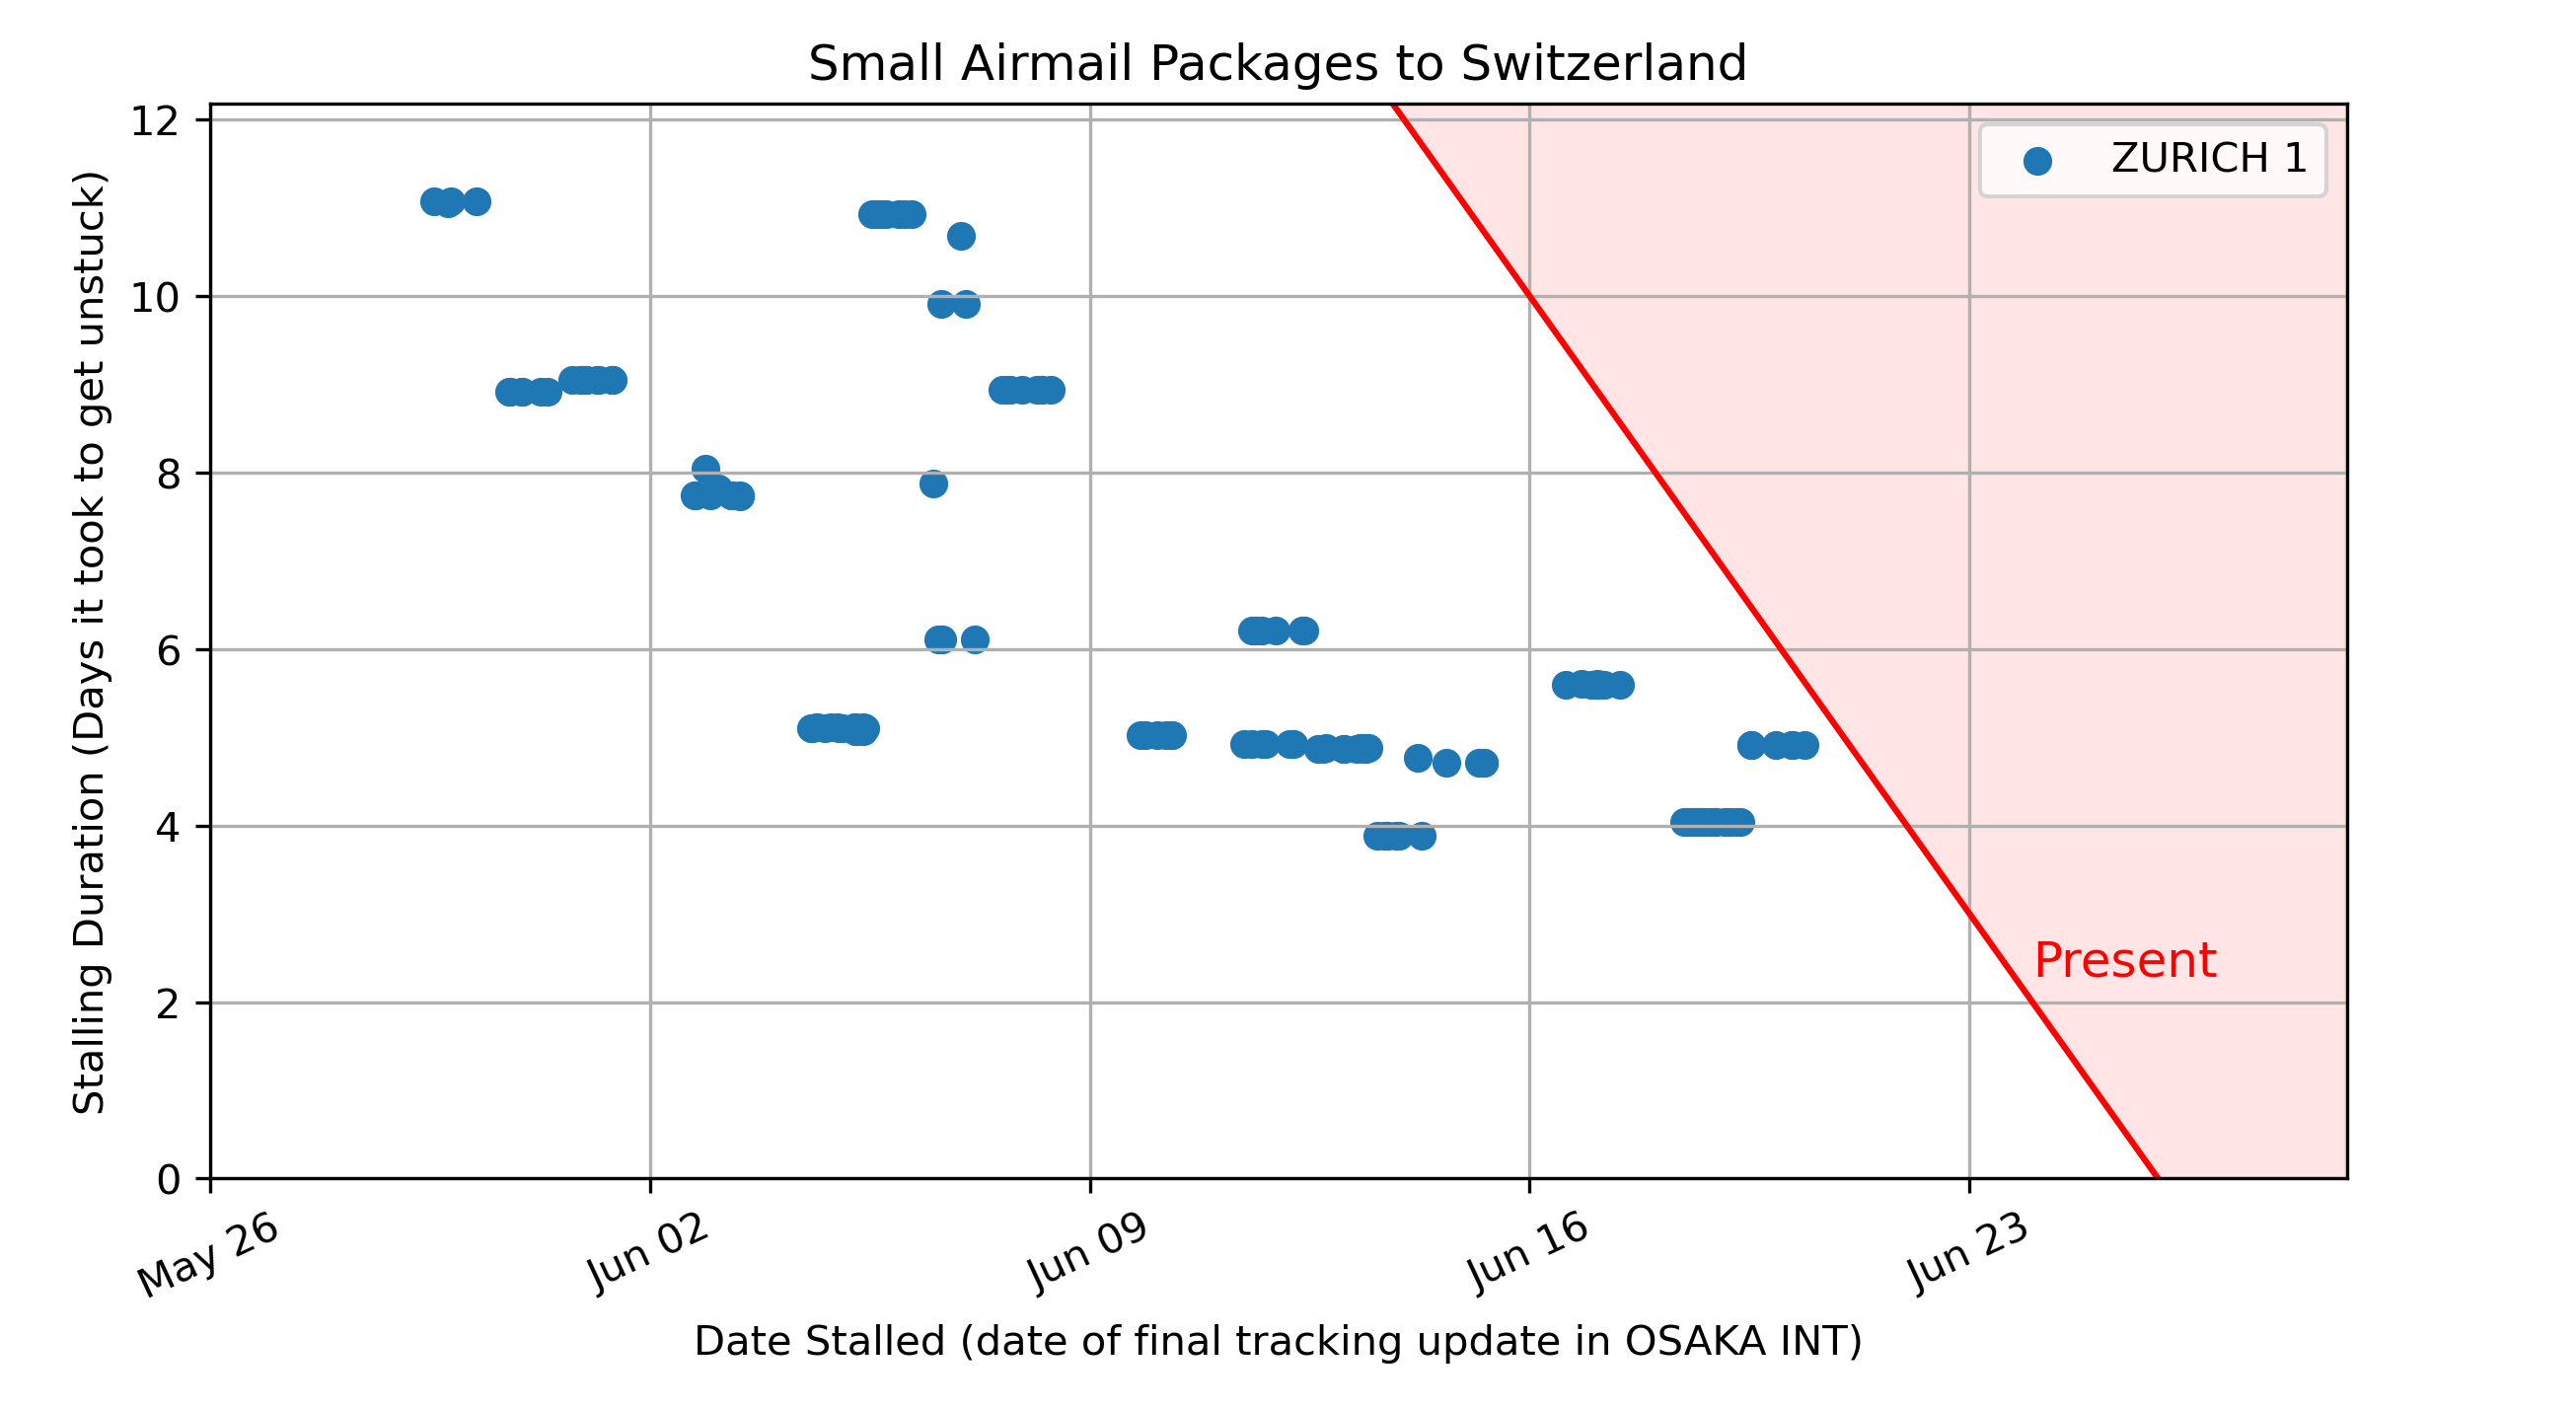 Small Airmail Packages to Switzerland
Stalling Duration (Days it took to get unstuck)
12
10
8
6
4
2
0
ZURICH 1
Present
May 26
Jun 02
Jun 09
Jun 16
Jun 23
Date Stalled (date of final tracking update in OSAKA INT)